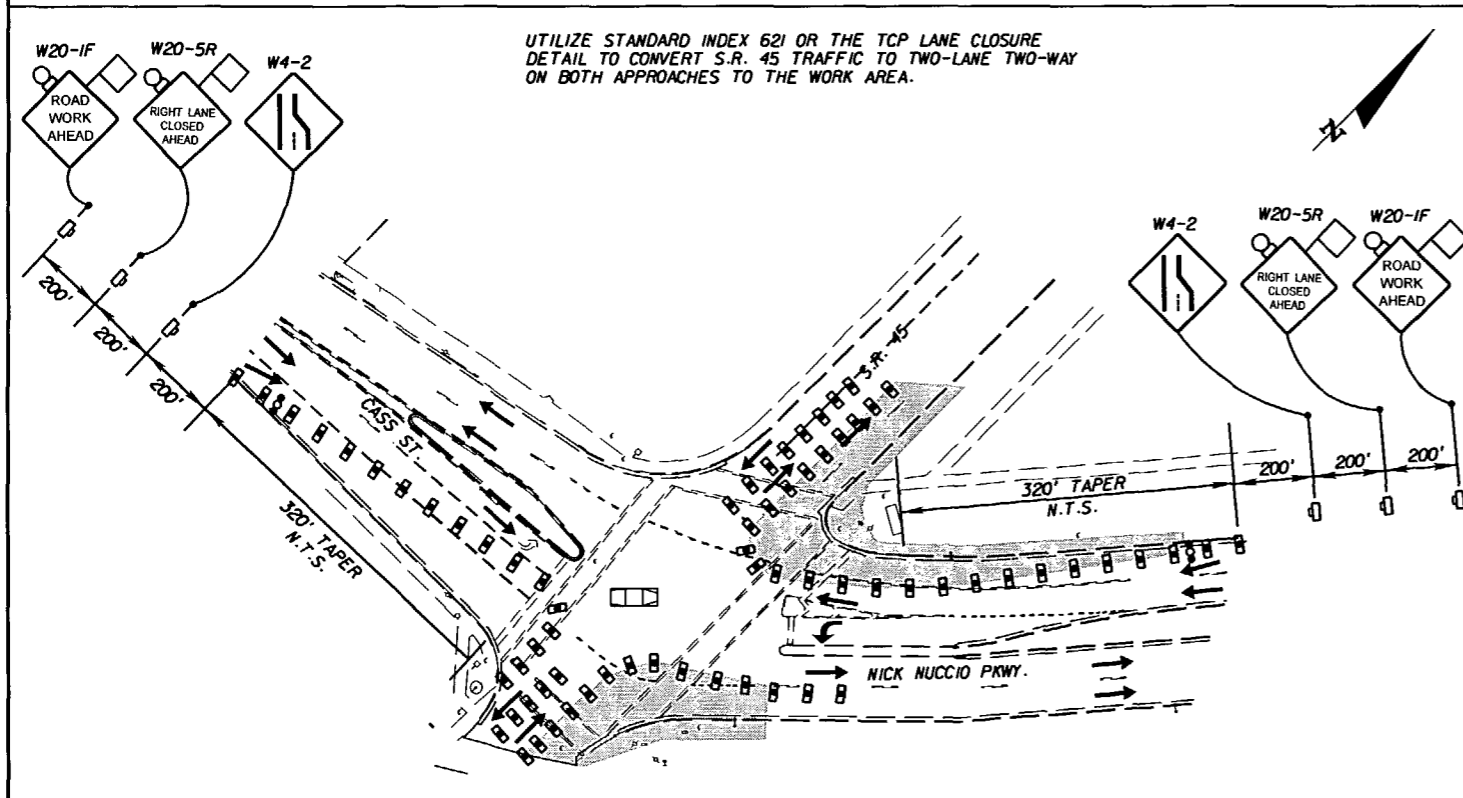 UTILIZE STANDARD INDEX 621 OR THE TCP LANE CLOSURE
DETAIL TO CONVERT S.R. 45 TRAFFIC TO TWO-LANE TWO-WAY
ON BOTH APPROACHES TO THE WORK AREA.
W20-1F
W20-5R
W4-2
ROAD
WORK
AHEAD
RIGHT LANE
CLOSED
AHEAD
Z
W4-2
W20-5R
W20-1F
RIGHT LANE
CLOSED
AHEAD
ROAD
WORK
AHEAD
200'
200'
200'
320' TAPER
N.T.S.
CASS ST
S.R. 45
320' TAPER
N.T.S.
200'
200'
200'
NICK NUCCIO PKWY.